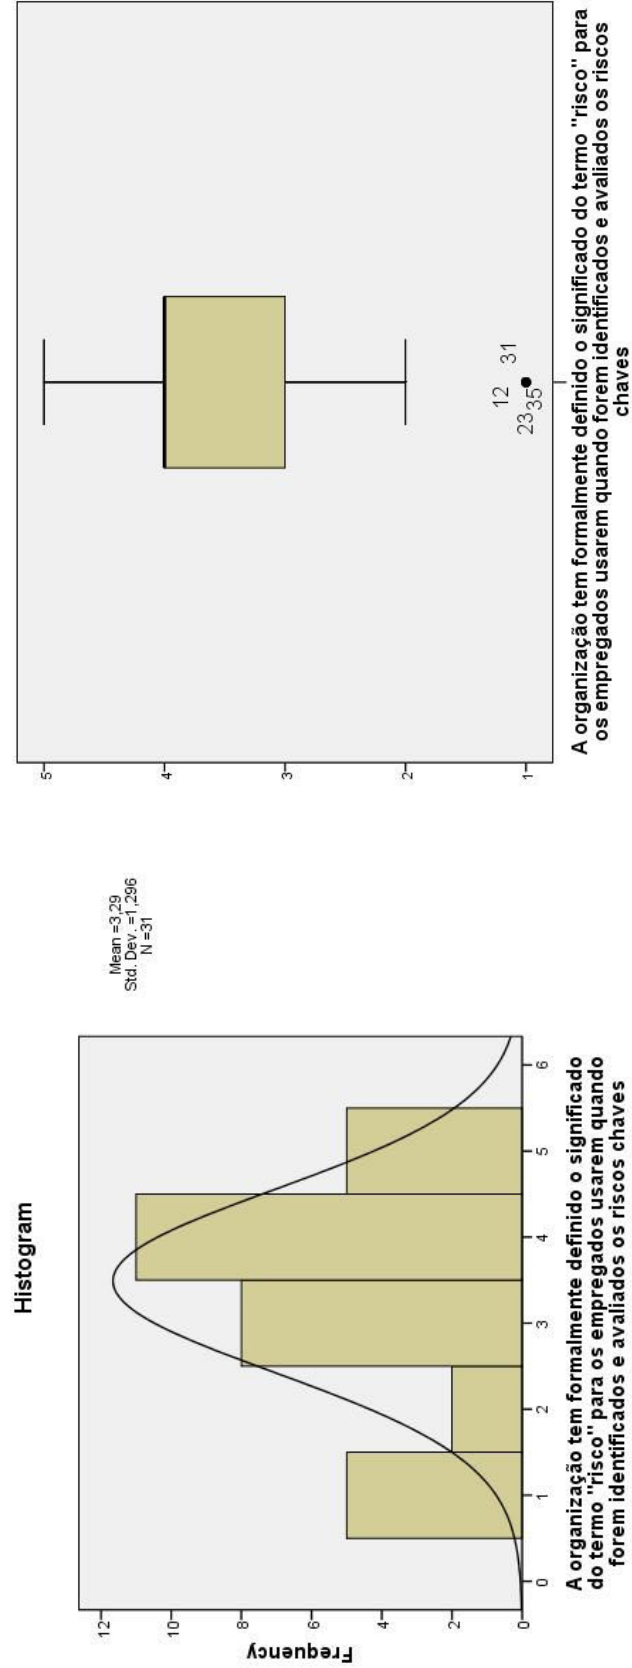 Histogram
Mean =3,29
Std. Dev. =1,296
N =31
Frequency
12
10
8
6
4
2
0
0
1
2
3
4
5
6
A organização tem formalmente definido o significado
do termo "risco" para os empregados usarem quando
forem identificados e avaliados os riscos chaves
5
4
3
2
1
12
31
23
35
A organização tem formalmente definido o significado do termo "risco" para
os empregados usarem quando forem identificados e avaliados os riscos
chaves